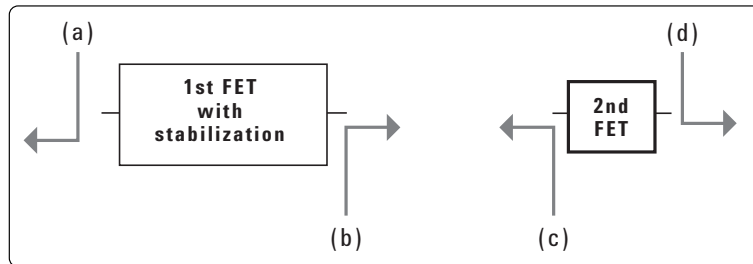 (a)
(d)
1st FET
with
stabilization
2nd
FET
(b)
(c)